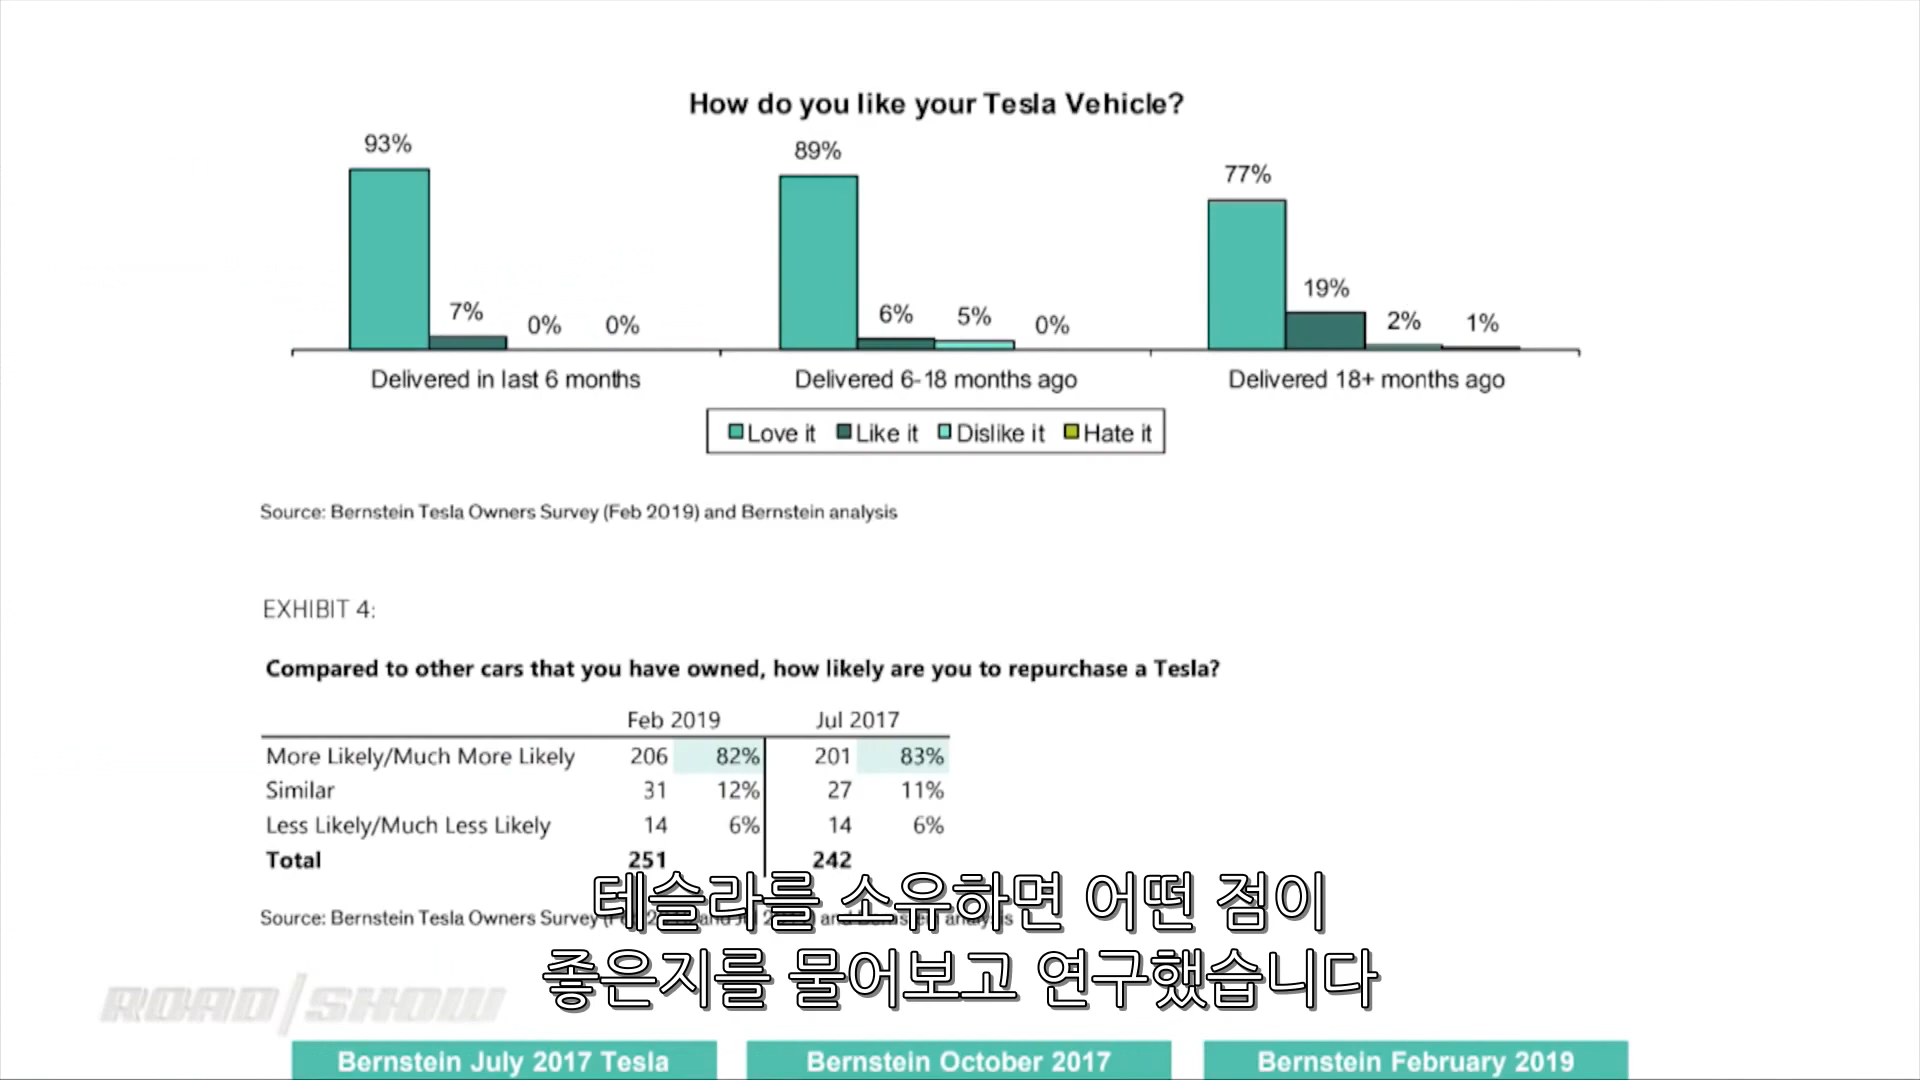 How do you like your Tesla Vehicle?
93%
7%
0%
0%
89%
6%
5%
0%
77%
19%
2%
1%
Delivered in last 6 months
Delivered 6-18 months ago
Delivered 18+ months ago
Love it Like it Dislike it Hate it
Source: Bernstein Tesla Owners Survey (Feb 2019) and Bernstein analysis
EXHIBIT 4:
Compared to other cars that you have owned, how likely are you to repurchase a Tesla?
Feb 2019 Jul 2017
More Likely/Much More Likely 206 82% 201 83%
Similar 31 12% 27 11%
Less Likely/Much Less Likely 14 6% 14 6%
Total 251 242
Source: Bernstein Tesla Owners Survey
테슬라를 소유하면 어떤 점이
좋은지를 물어보고 연구했습니다
ROAD/SHOW
Bernstein July 2017 Tesla
Bernstein October 2017
Bernstein February 2019